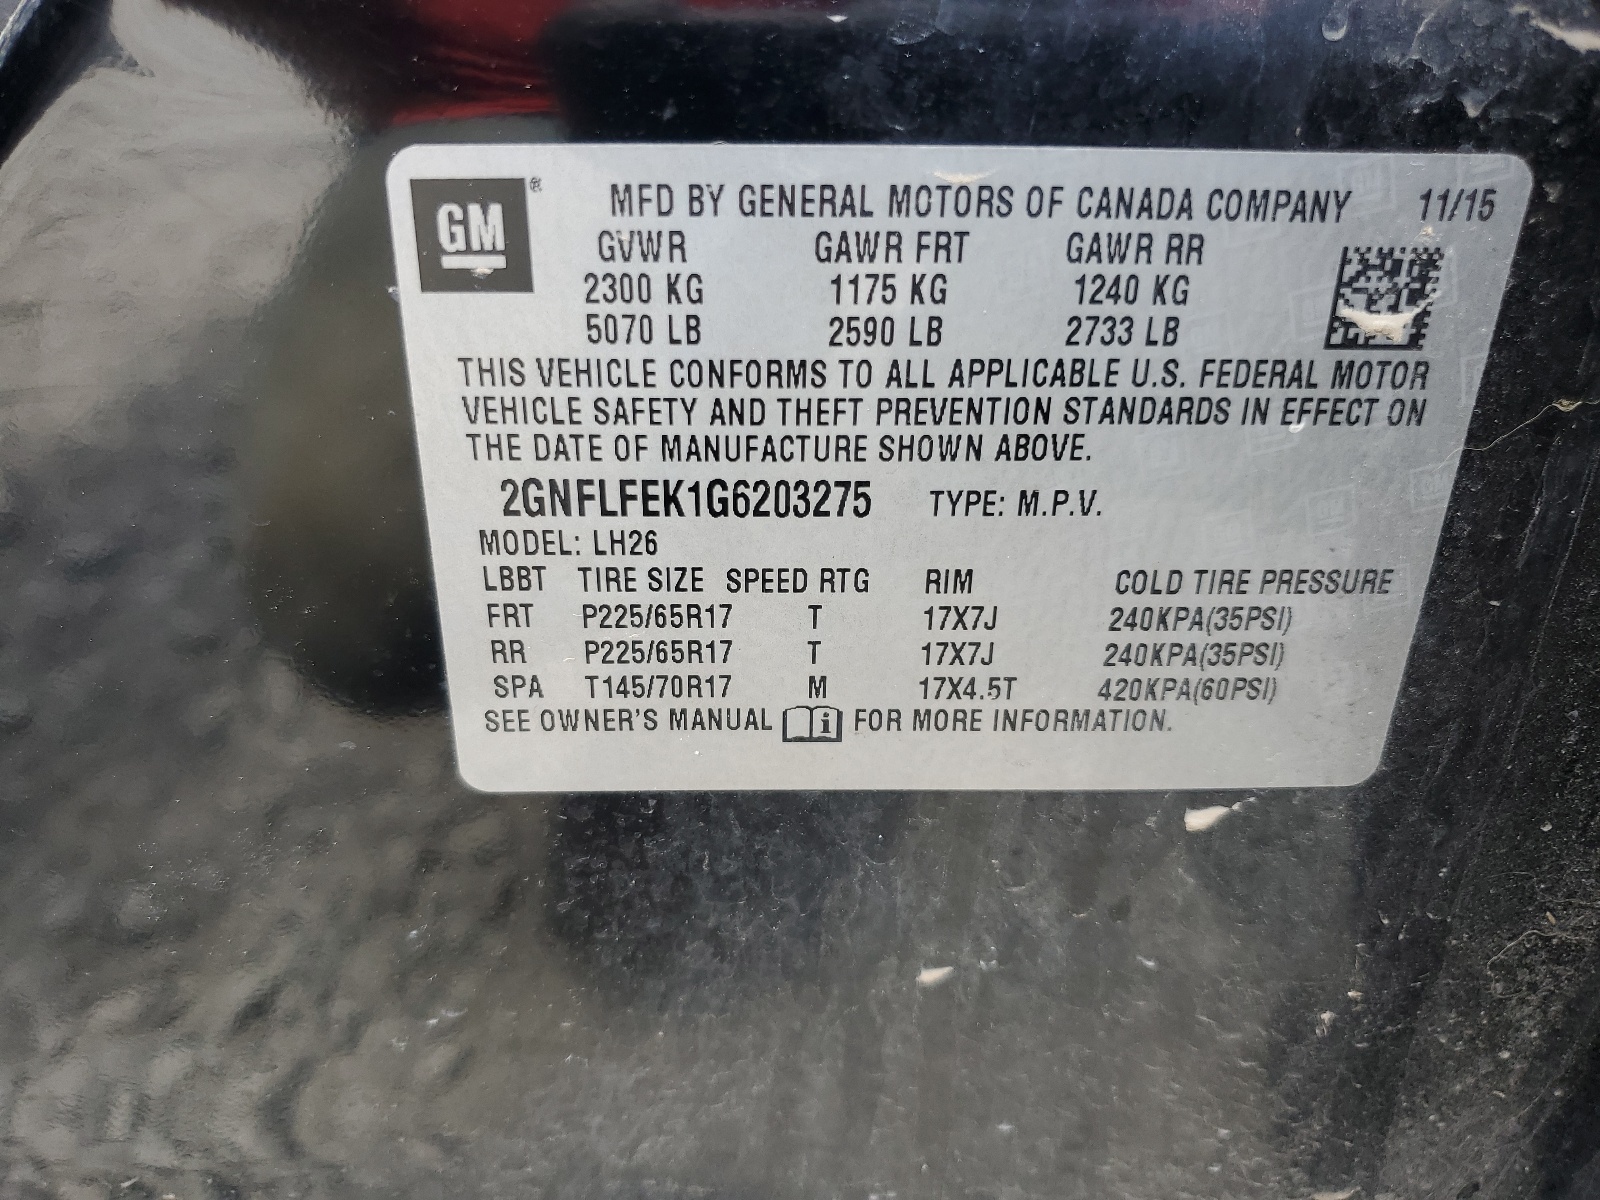 GM ® MFD BY GENERAL MOTORS OF CANADA COMPANY 11/15
GVWR GAWR FRT GAWR RR
2300 KG 1175 KG 1240 KG
5070 LB 2590 LB 2733 LB
THIS VEHICLE CONFORMS TO ALL APPLICABLE U.S. FEDERAL MOTOR
VEHICLE SAFETY AND THEFT PREVENTION STANDARDS IN EFFECT ON
THE DATE OF MANUFACTURE SHOWN ABOVE.
2GNFLFEK1G6203275 TYPE: M.P.V.
MODEL: LH26
LBBT TIRE SIZE SPEED RTG RIM COLD TIRE PRESSURE
FRT P225/65R17 T 17X7J 240KPA(35PSI)
RR P225/65R17 T 17X7J 240KPA(35PSI)
SPA T145/70R17 M 17X4.5T 420KPA(60PSI)
SEE OWNER'S MANUAL i FOR MORE INFORMATION.